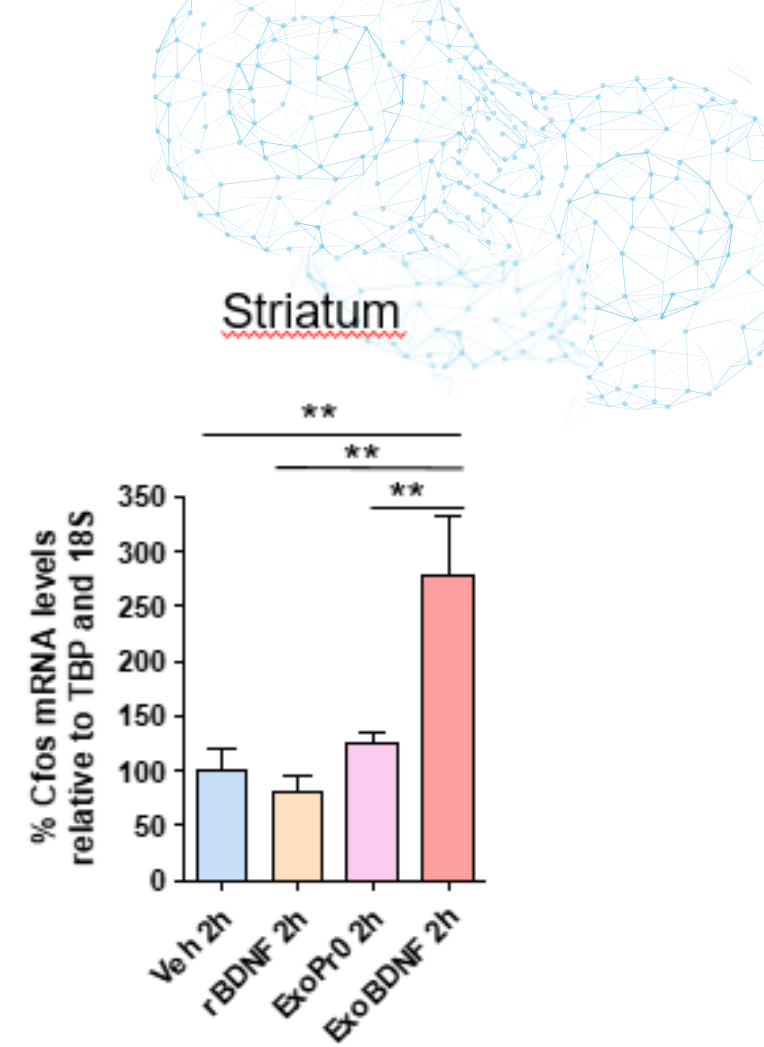 Striatum
**
**
**
350
300
250
200
150
100
50
0
% Cfos mRNA levels
relative to TBP and 18S
Veh 2h
rBDNF 2h
ExoPr0 2h
ExoBDNF 2h